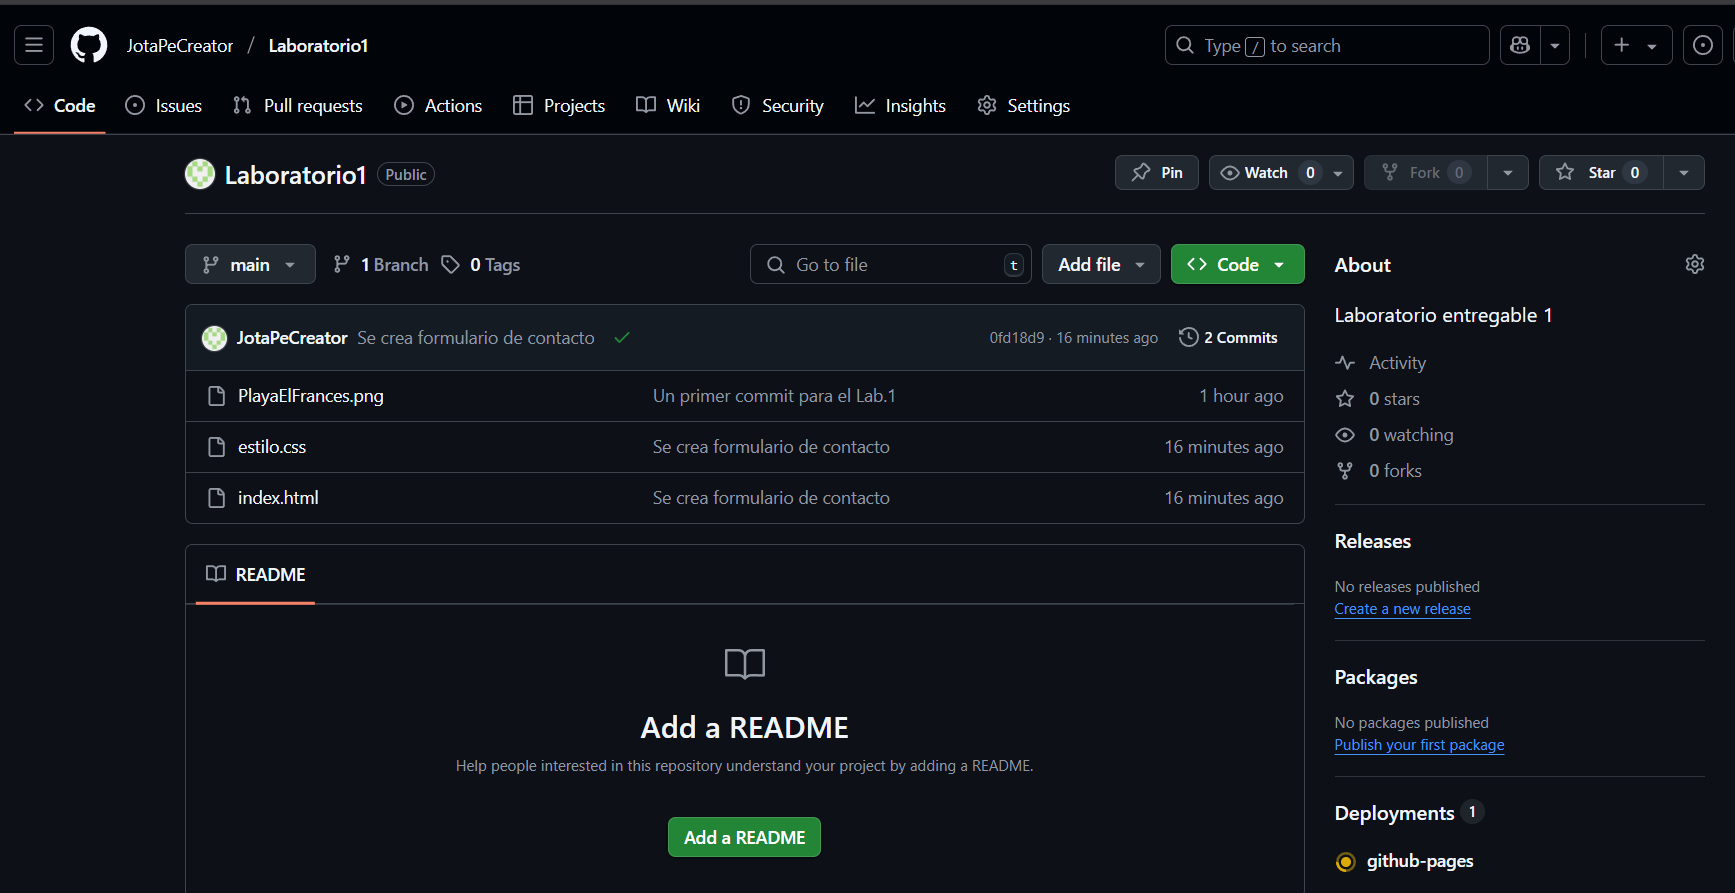 JotaPeCreator / Laboratorio1
Type / to search
Code Issues Pull requests Actions Projects Wiki Security Insights Settings
Laboratorio1 Public
Pin Watch 0 Fork 0 Star 0
main 1 Branch 0 Tags
Go to file t Add file Code
JotaPeCreator Se crea formulario de contacto 0fd18d9 · 16 minutes ago 2 Commits
PlayaElFrances.png Un primer commit para el Lab.1 1 hour ago
estilo.css Se crea formulario de contacto 16 minutes ago
index.html Se crea formulario de contacto 16 minutes ago
README
Add a README
Help people interested in this repository understand your project by adding a README.
Add a README
About
Laboratorio entregable 1
Activity
0 stars
0 watching
0 forks
Releases
No releases published
Create a new release
Packages
No packages published
Publish your first package
Deployments 1
github-pages